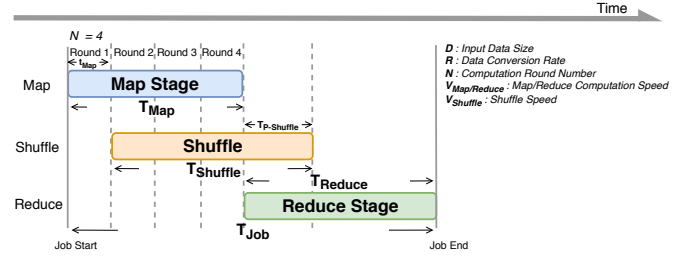 Time
N = 4
Round 1 Round 2 Round 3 Round 4
t_Map
Map
Map Stage
T_Map
T_P-Shuffle
Shuffle
Shuffle
T_Shuffle
T_Reduce
Reduce
Reduce Stage
T_Job
Job Start
Job End
D : Input Data Size
R : Data Conversion Rate
N : Computation Round Number
V_Map/Reduce : Map/Reduce Computation Speed
V_Shuffle : Shuffle Speed